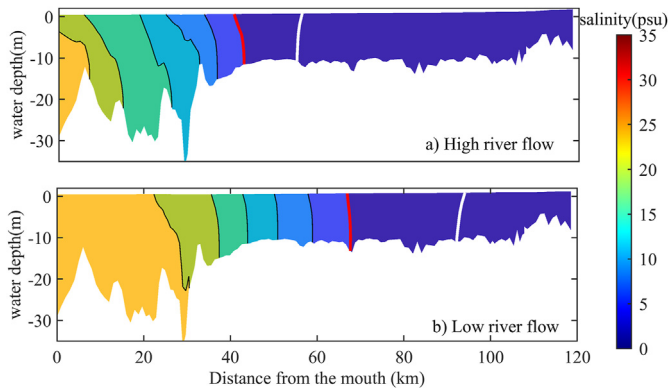 salinity(psu)
0
-10
-20
-30
water depth(m)
a) High river flow
35
30
25
20
15
10
5
0
0
-10
-20
-30
water depth(m)
b) Low river flow
0 20 40 60 80 100 120
Distance from the mouth (km)